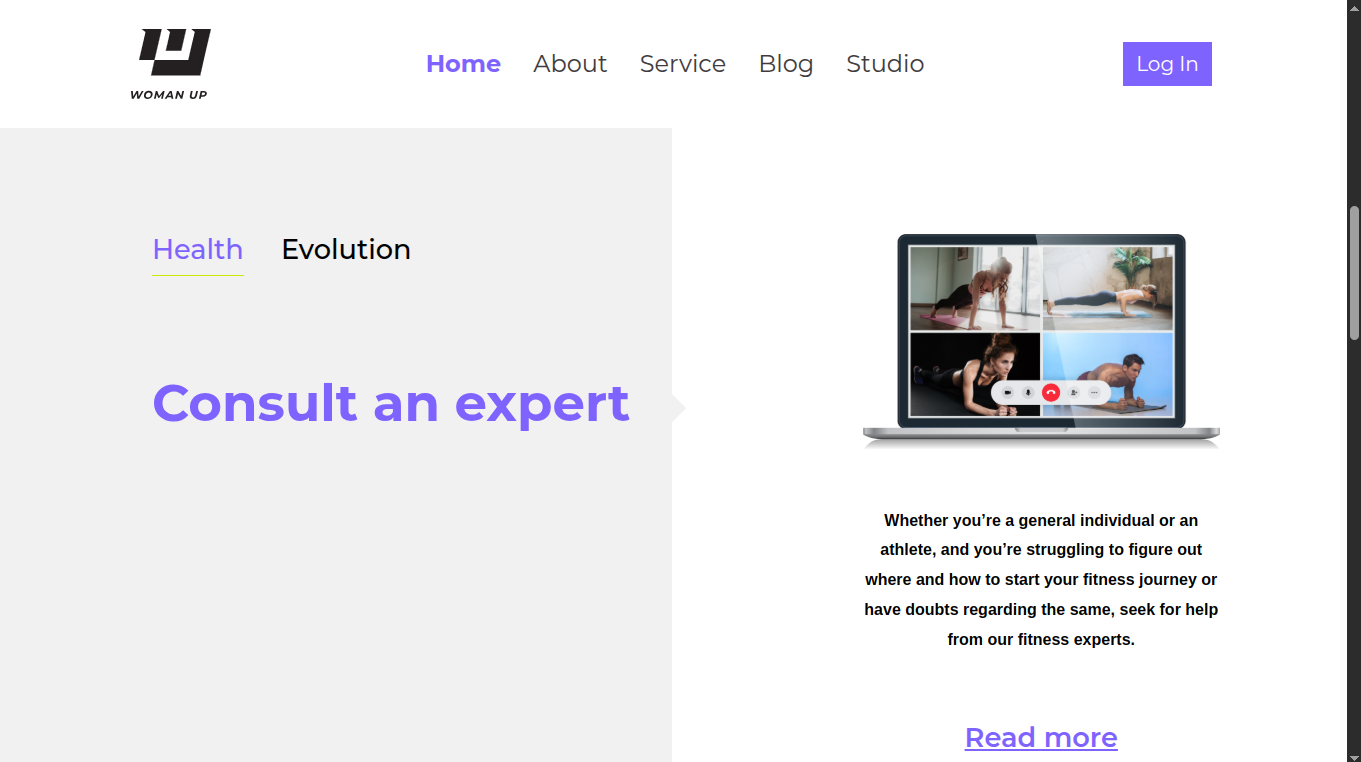 WOMAN UP
Home About Service Blog Studio
Log In
Health Evolution
Consult an expert
Whether you’re a general individual or an
athlete, and you’re struggling to figure out
where and how to start your fitness journey or
have doubts regarding the same, seek for help
from our fitness experts.
Read more